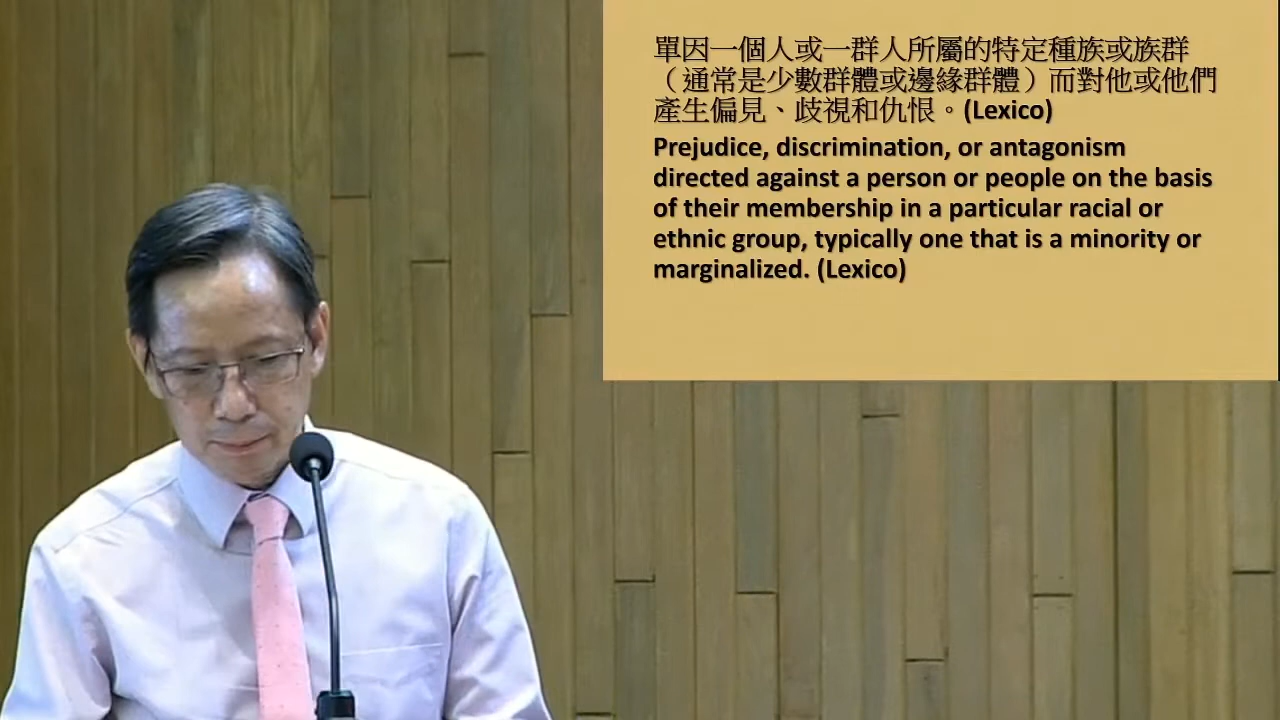 單因一個人或一群人所屬的特定種族或族群
（通常是少數群體或邊緣群體）而對他或他們
產生偏見、歧視和仇恨。(Lexico)
Prejudice, discrimination, or antagonism
directed against a person or people on the basis
of their membership in a particular racial or
ethnic group, typically one that is a minority or
marginalized. (Lexico)